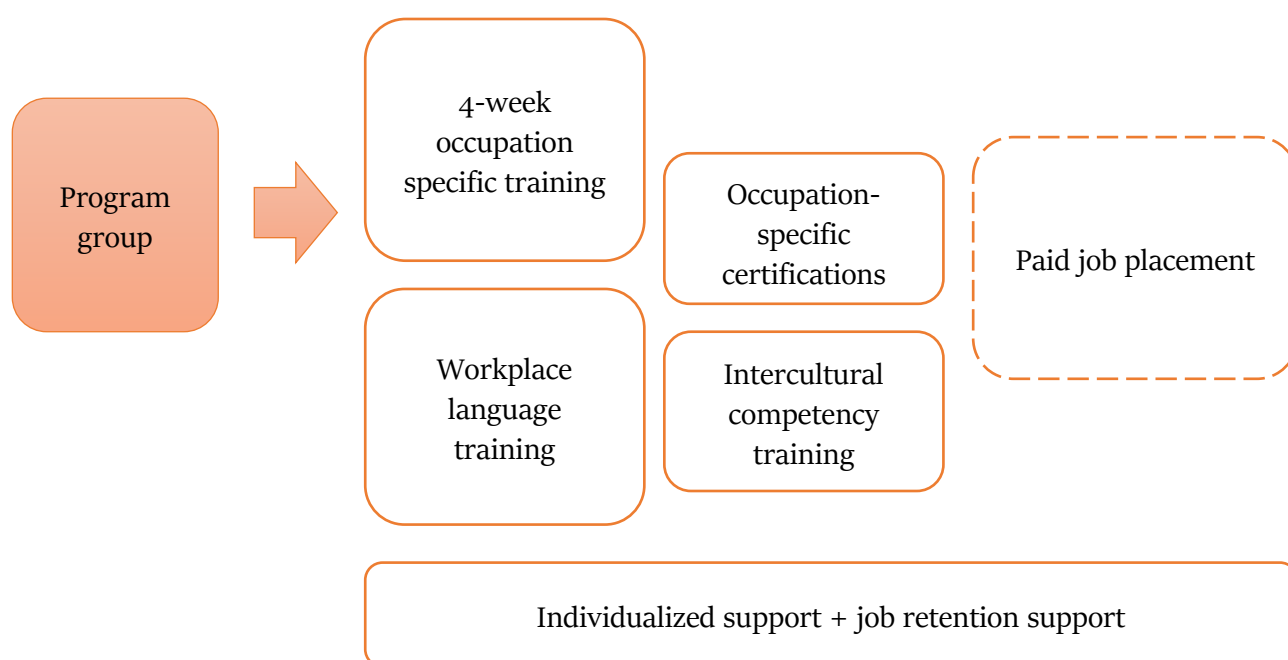 Program
group
4-week
occupation
specific training
Workplace
language
training
Occupation-
specific
certifications
Intercultural
competency
training
Paid job placement
Individualized support + job retention support